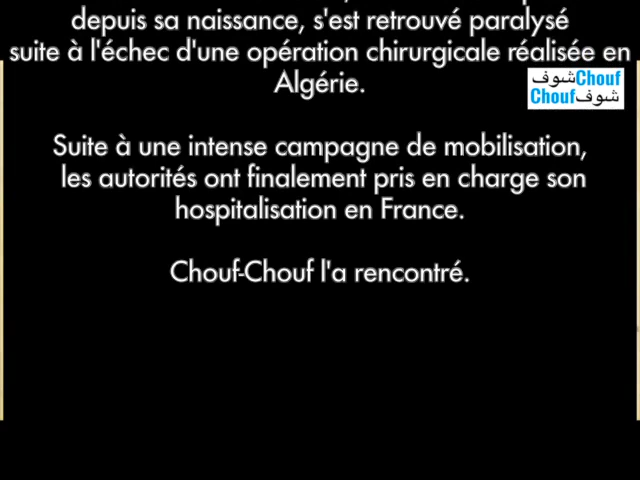 depuis sa naissance, s'est retrouvé paralysé
suite à l'échec d'une opération chirurgicale réalisée en
Algérie.
شوف Chouf
Chouf شوف
Suite à une intense campagne de mobilisation,
les autorités ont finalement pris en charge son
hospitalisation en France.
Chouf-Chouf l'a rencontré.